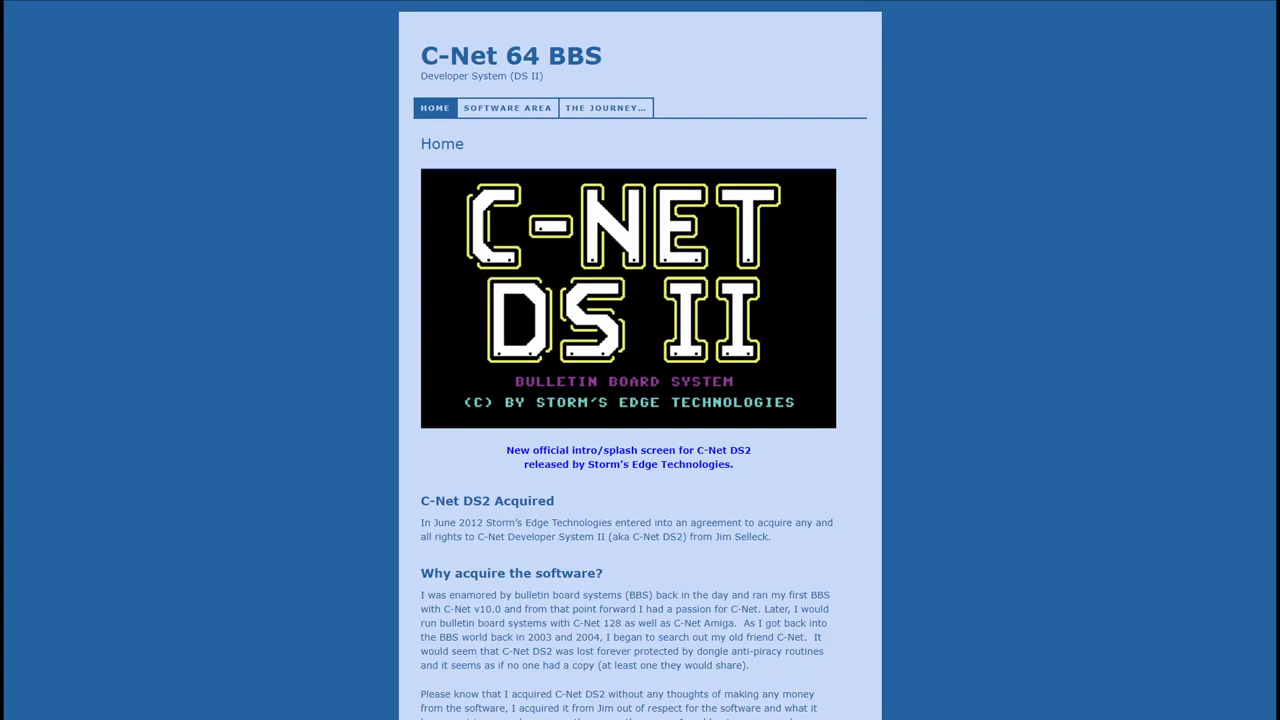 C-Net 64 BBS
Developer System (DS II)
HOME SOFTWARE AREA THE JOURNEY…
Home
C-NET
DS II
BULLETIN BOARD SYSTEM
(C) BY STORM'S EDGE TECHNOLOGIES
New official intro/splash screen for C-Net DS2
released by Storm’s Edge Technologies.
C-Net DS2 Acquired
In June 2012 Storm’s Edge Technologies entered into an agreement to acquire any and
all rights to C-Net Developer System II (aka C-Net DS2) from Jim Selleck.
Why acquire the software?
I was enamored by bulletin board systems (BBS) back in the day and ran my first BBS
with C-Net v10.0 and from that point forward I had a passion for C-Net. Later, I would
run bulletin board systems with C-Net 128 as well as C-Net Amiga.  As I got back into
the BBS world back in 2003 and 2004, I began to search out my old friend C-Net.  It
would seem that C-Net DS2 was lost forever protected by dongle anti-piracy routines
and it seems as if no one had a copy (at least one they would share).
Please know that I acquired C-Net DS2 without any thoughts of making any money
from the software, I acquired it from Jim out of respect for the software and what it